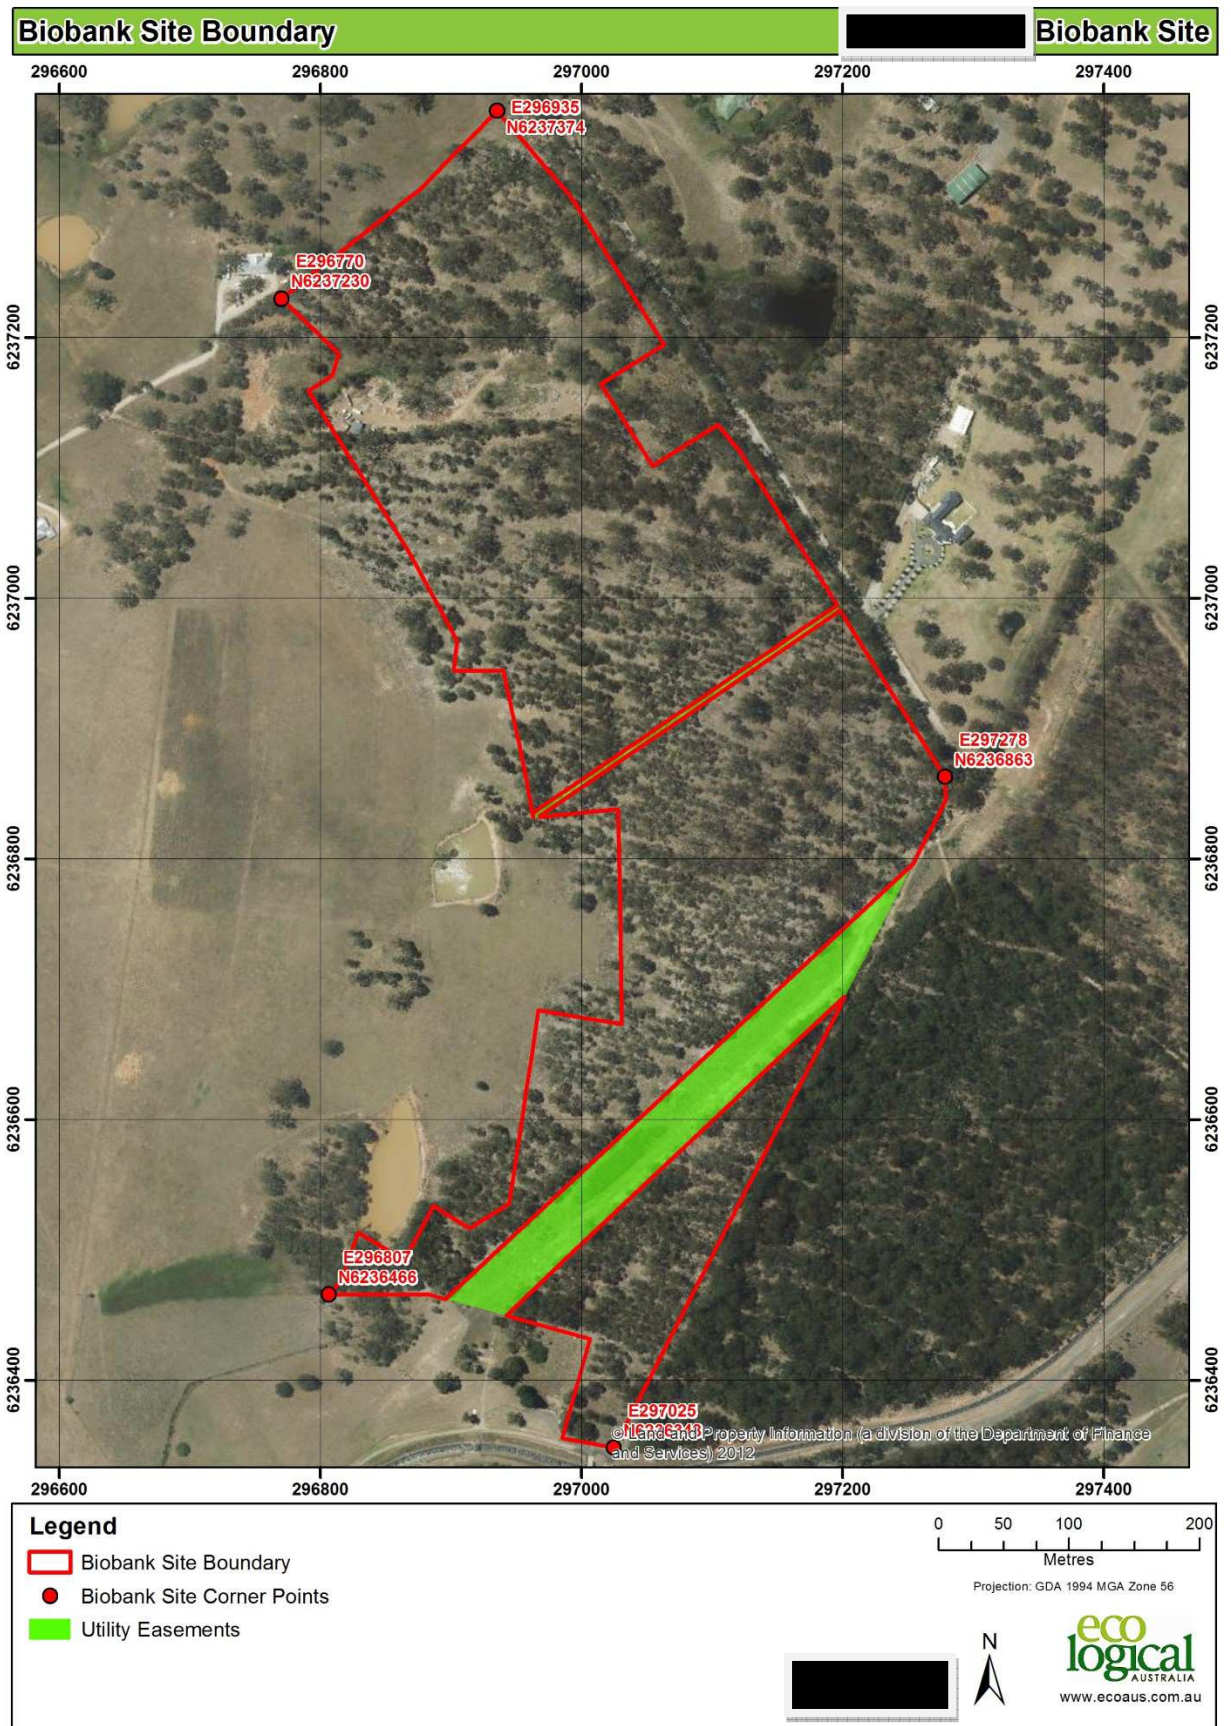 Biobank Site Boundary
Biobank Site
296600 296800 297000 297200 297400
E296935
N6237374
E296770
N6237230
6237200 6237200
6237000 6237000
E297278
N6236863
6236800 6236800
6236600 6236600
E296807
N6236466
6236400 6236400
E297025
© Land and Property Information (a division of the Department of Finance
and Services) 2012
296600 296800 297000 297200 297400
Legend
Biobank Site Boundary
Biobank Site Corner Points
Utility Easements
0 50 100 200
Metres
Projection: GDA 1994 MGA Zone 56
N
eco
logical
AUSTRALIA
www.ecoaus.com.au